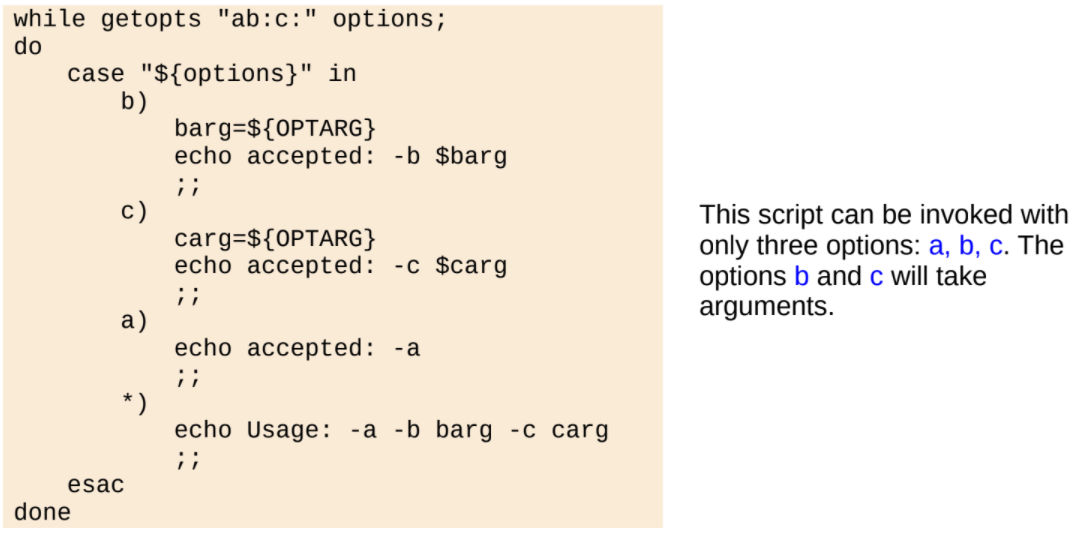 while getopts "ab:c:" options;
do
    case "${options}" in
        b)
            barg=${OPTARG}
            echo accepted: -b $barg
            ;;
        c)
            carg=${OPTARG}
            echo accepted: -c $carg
            ;;
        a)
            echo accepted: -a
            ;;
        *)
            echo Usage: -a -b barg -c carg
            ;;
    esac
done
This script can be invoked with
only three options: a, b, c. The
options b and c will take
arguments.